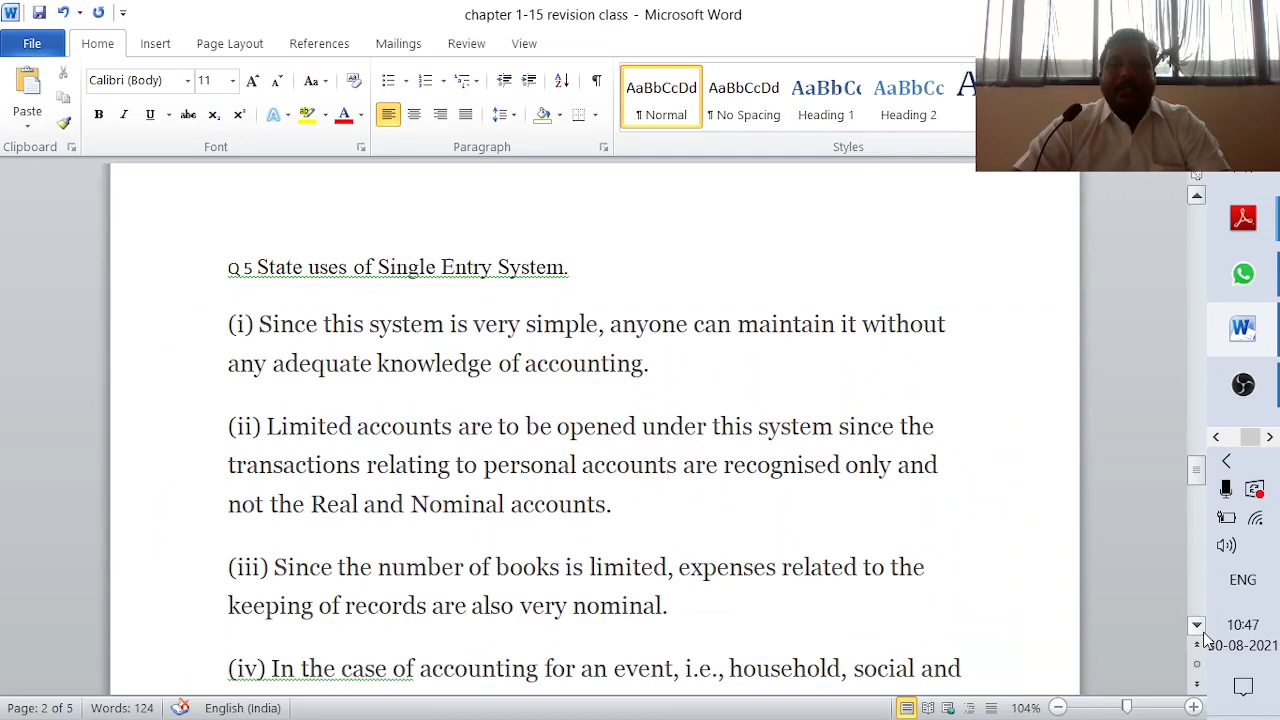 chapter 1-15 revision class - Microsoft Word
File Home Insert Page Layout References Mailings Review View
Calibri (Body) 11
Paste
AaBbCcDd AaBbCcDd AaBbCc AaBbCc A
¶ Normal ¶ No Spacing Heading 1 Heading 2
Clipboard Font Paragraph Styles
Q 5 State uses of Single Entry System.
(i) Since this system is very simple, anyone can maintain it without
any adequate knowledge of accounting.
(ii) Limited accounts are to be opened under this system since the
transactions relating to personal accounts are recognised only and
not the Real and Nominal accounts.
(iii) Since the number of books is limited, expenses related to the
keeping of records are also very nominal.
(iv) In the case of accounting for an event, i.e., household, social and
ENG
10:47
30-08-2021
Page: 2 of 5 Words: 124 English (India) 104%